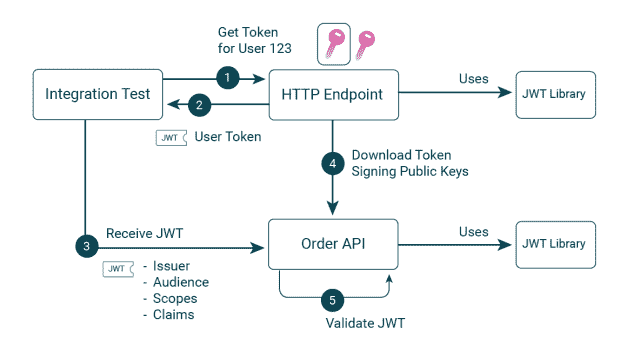 Get Token
for User 123
1
Integration Test
HTTP Endpoint
Uses
JWT Library
2
JWT
User Token
4
Download Token
Signing Public Keys
3
Receive JWT
JWT
- Issuer
- Audience
- Scopes
- Claims
Order API
Uses
JWT Library
5
Validate JWT